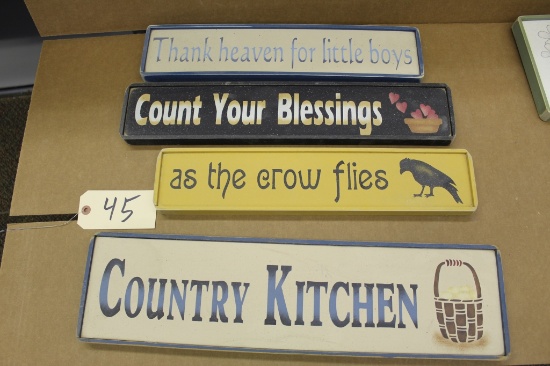 Thank heaven for little boys
Count Your Blessings
as the crow flies
45
COUNTRY KITCHEN